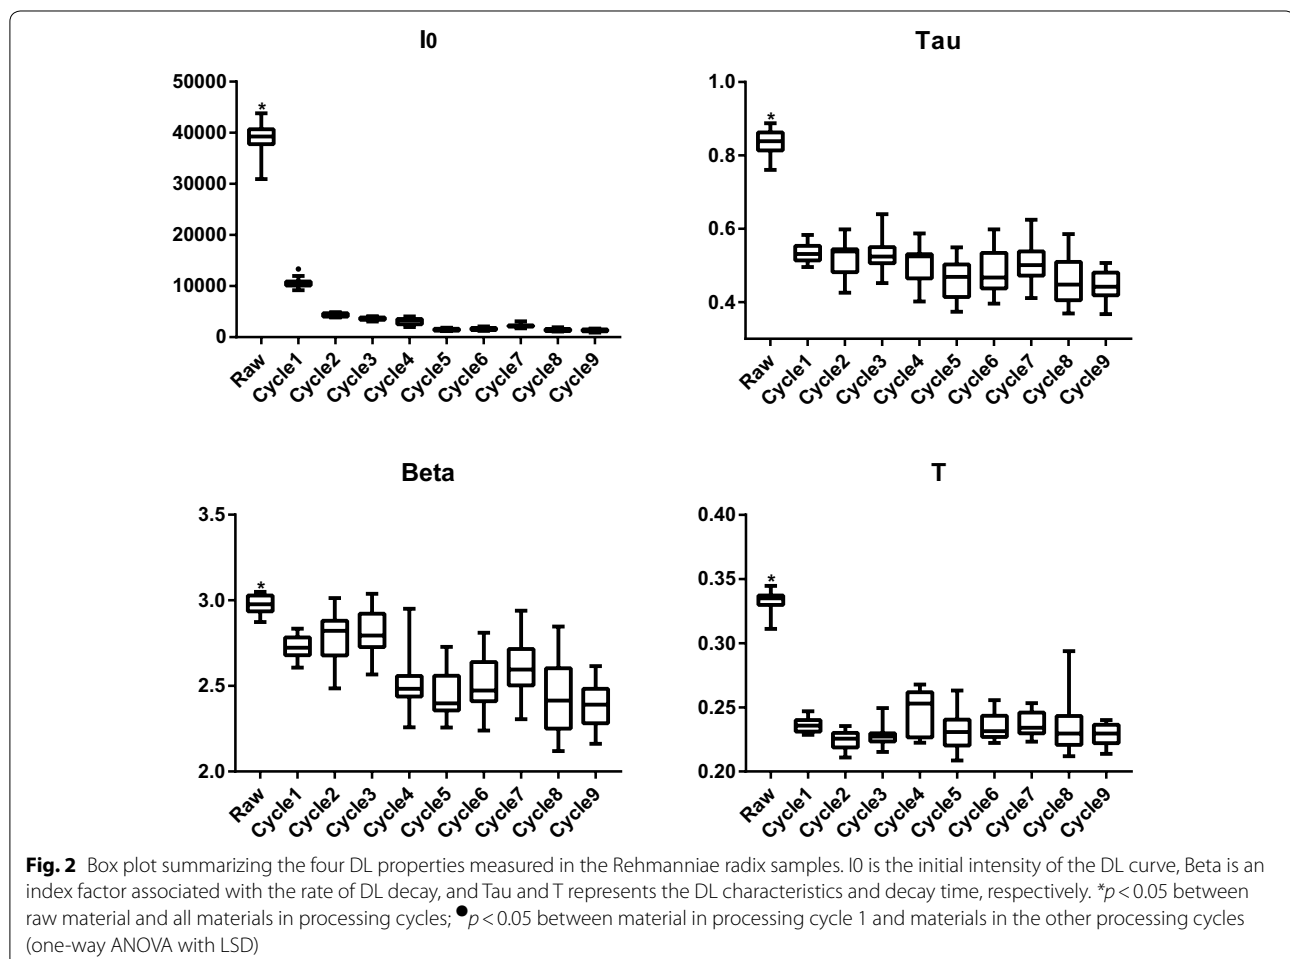 I0
*
50000
40000
30000
20000
10000
0
Raw
Cycle1
Cycle2
Cycle3
Cycle4
Cycle5
Cycle6
Cycle7
Cycle8
Cycle9
Tau
*
1.0
0.8
0.6
0.4
Raw
Cycle1
Cycle2
Cycle3
Cycle4
Cycle5
Cycle6
Cycle7
Cycle8
Cycle9
Beta
*
3.5
3.0
2.5
2.0
Raw
Cycle1
Cycle2
Cycle3
Cycle4
Cycle5
Cycle6
Cycle7
Cycle8
Cycle9
T
*
0.40
0.35
0.30
0.25
0.20
Raw
Cycle1
Cycle2
Cycle3
Cycle4
Cycle5
Cycle6
Cycle7
Cycle8
Cycle9
Fig. 2 Box plot summarizing the four DL properties measured in the Rehmanniae radix samples. I0 is the initial intensity of the DL curve, Beta is an
index factor associated with the rate of DL decay, and Tau and T represents the DL characteristics and decay time, respectively. *p < 0.05 between
raw material and all materials in processing cycles; ●p < 0.05 between material in processing cycle 1 and materials in the other processing cycles
(one-way ANOVA with LSD)